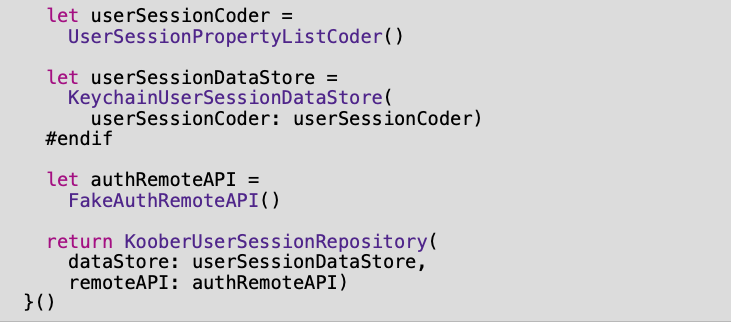 let userSessionCoder =
UserSessionPropertyListCoder()
let userSessionDataStore =
KeychainUserSessionDataStore(
userSessionCoder: userSessionCoder)
#endif
let authRemoteAPI =
FakeAuthRemoteAPI()
return KooberUserSessionRepository(
dataStore: userSessionDataStore,
remoteAPI: authRemoteAPI)
}()